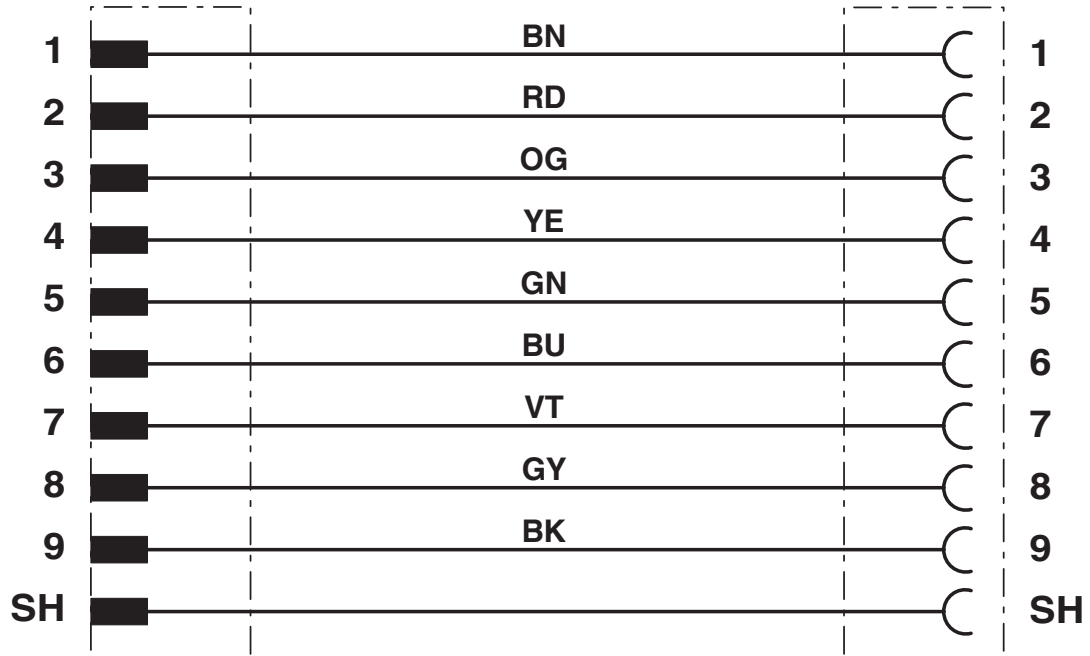 1 BN 1
2 RD 2
3 OG 3
4 YE 4
5 GN 5
6 BU 6
7 VT 7
8 GY 8
9 BK 9
SH SH